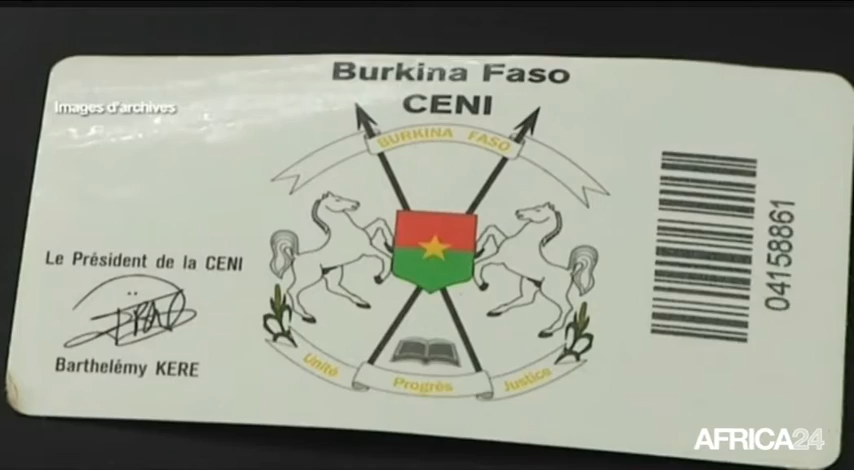 Burkina Faso
CENI
Images d'archives
BURKINA FASO
Le Président de la CENI
Barthelémy KERE
Unité
Progrès
Justice
04158861
AFRICA24